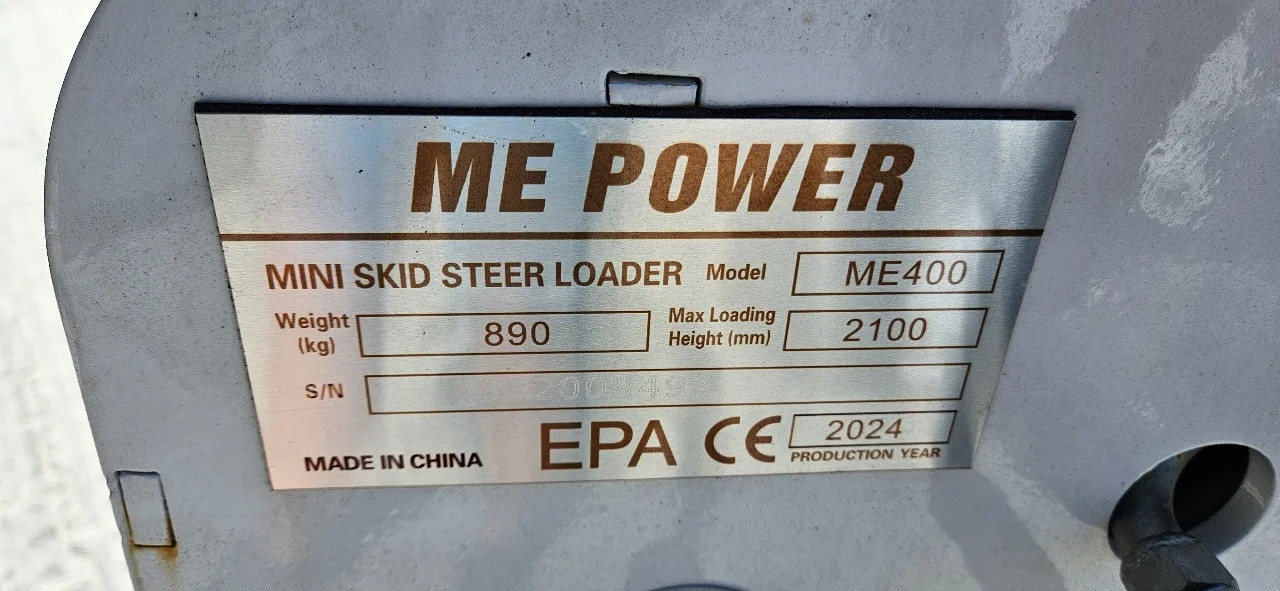 ME POWER
MINI SKID STEER LOADER Model ME400
Weight (kg) 890 Max Loading Height (mm) 2100
S/N
MADE IN CHINA EPA CE 2024
PRODUCTION YEAR